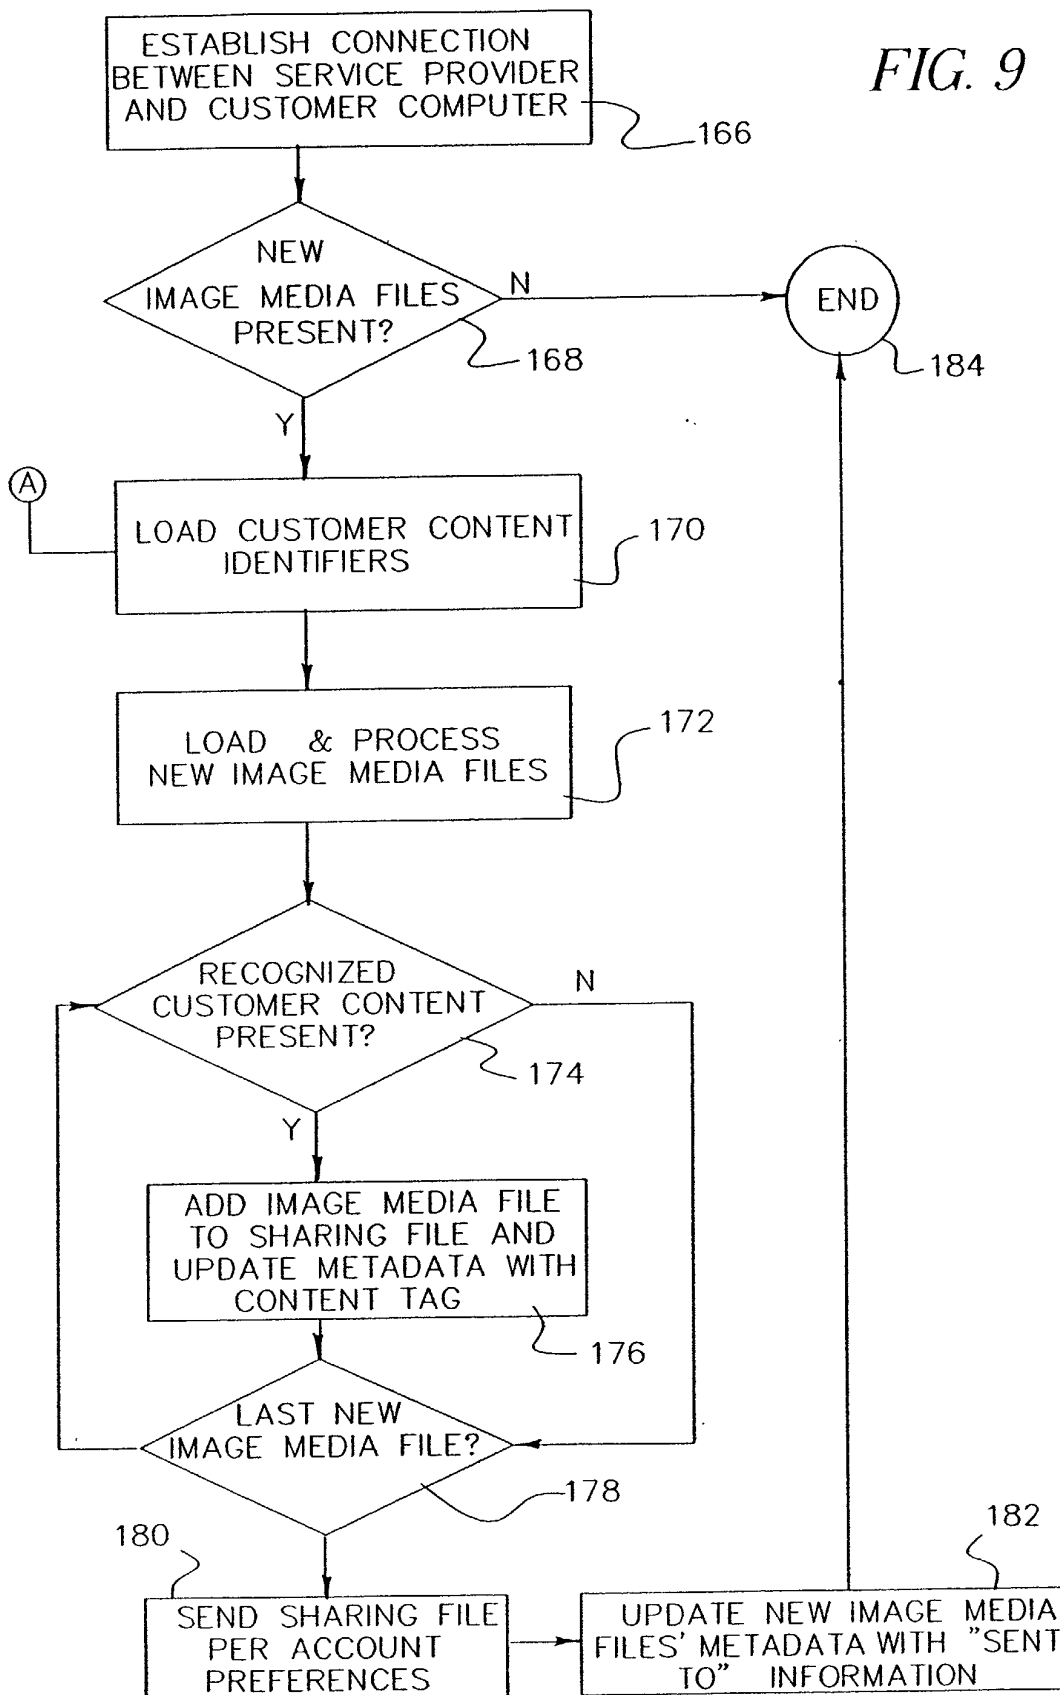 FIG. 9
ESTABLISH CONNECTION
BETWEEN SERVICE PROVIDER
AND CUSTOMER COMPUTER
166
NEW
IMAGE MEDIA FILES
PRESENT?
N
168
END
184
Y
A
LOAD CUSTOMER CONTENT
IDENTIFIERS
170
LOAD & PROCESS
NEW IMAGE MEDIA FILES
172
RECOGNIZED
CUSTOMER CONTENT
PRESENT?
N
174
Y
ADD IMAGE MEDIA FILE
TO SHARING FILE AND
UPDATE METADATA WITH
CONTENT TAG
176
LAST NEW
IMAGE MEDIA FILE?
178
180
SEND SHARING FILE
PER ACCOUNT
PREFERENCES
182
UPDATE NEW IMAGE MEDIA
FILES' METADATA WITH "SENT
TO" INFORMATION